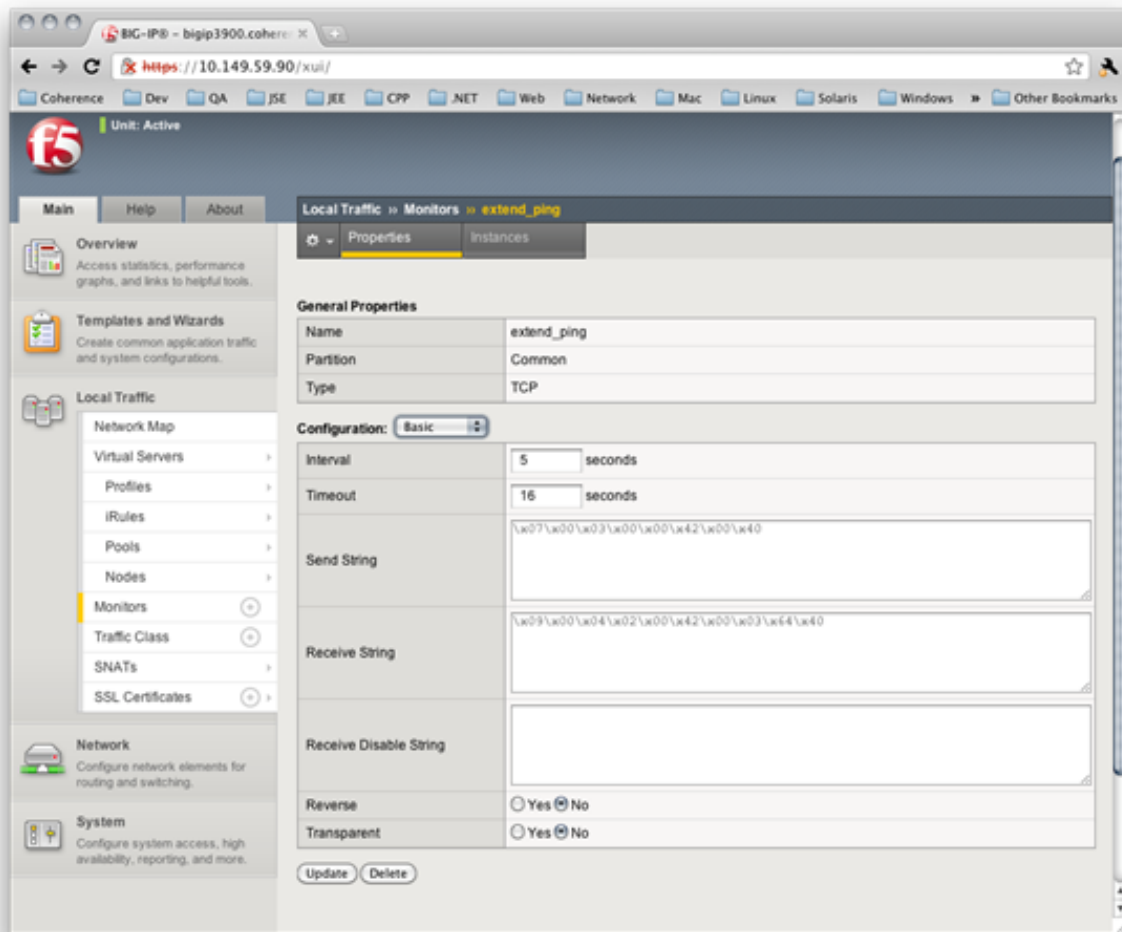 BIG-IP® - bigip3900.cohere
https://10.149.59.90/xui/
Coherence Dev QA JSE JEE CPP .NET Web Network Mac Linux Solaris Windows » Other Bookmarks
f5
Unit: Active
Main Help About
Local Traffic » Monitors » extend_ping
Properties Instances
Overview
Access statistics, performance
graphs, and links to helpful tools.
Templates and Wizards
Create common application traffic
and system configurations.
Local Traffic
Network Map
Virtual Servers
Profiles
iRules
Pools
Nodes
Monitors
Traffic Class
SNATs
SSL Certificates
Network
Configure network elements for
routing and switching.
System
Configure system access, high
availability, reporting, and more.
General Properties
Name extend_ping
Partition Common
Type TCP
Configuration: Basic
Interval 5 seconds
Timeout 16 seconds
Send String \x07\x00\x03\x00\x00\x42\x00\x40
Receive String \x09\x00\x04\x02\x00\x42\x00\x03\x64\x40
Receive Disable String
Reverse Yes No
Transparent Yes No
Update Delete